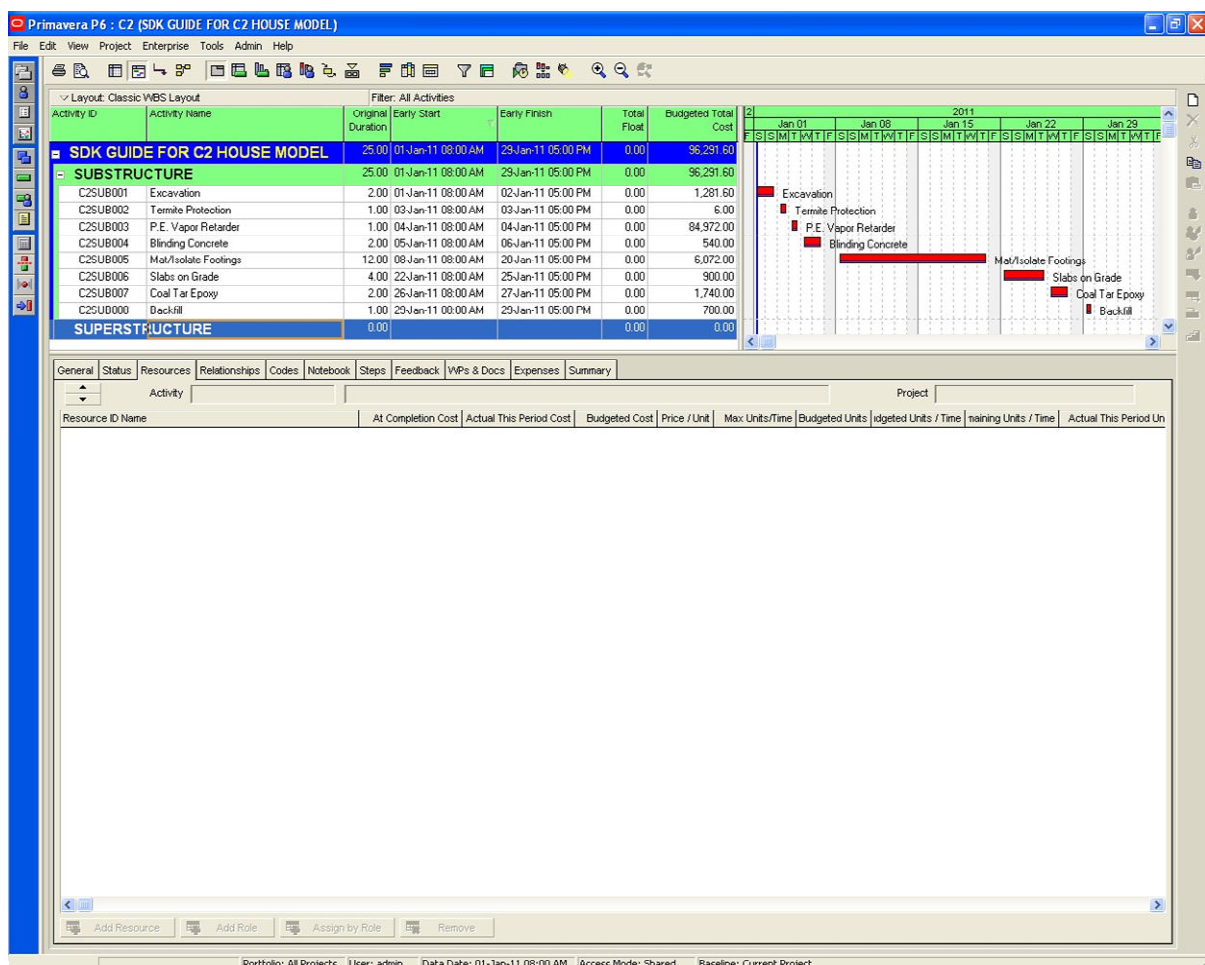 Primavera P6 : C2 (SDK GUIDE FOR C2 HOUSE MODEL)
File Edit View Project Enterprise Tools Admin Help
Layout: Classic WBS Layout Filter: All Activities
Activity ID Activity Name Original Duration Early Start Early Finish Total Float Budgeted Total Cost 2 2011
Jan 01 Jan 08 Jan 15 Jan 22 Jan 29
F S S M T W T F S S M T W T F S S M T W T F S S M T W T F S S M T W T F
SDK GUIDE FOR C2 HOUSE MODEL 25.00 01-Jan-11 08:00 AM 29-Jan-11 05:00 PM 0.00 96,291.60
SUBSTRUCTURE 25.00 01-Jan-11 08:00 AM 29-Jan-11 05:00 PM 0.00 96,291.60
C2SUB001 Excavation 2.00 01-Jan-11 08:00 AM 02-Jan-11 05:00 PM 0.00 1,281.60 Excavation
C2SUB002 Termite Protection 1.00 03-Jan-11 08:00 AM 03-Jan-11 05:00 PM 0.00 6.00 Termite Protection
C2SUB003 P.E. Vapor Retarder 1.00 04-Jan-11 08:00 AM 04-Jan-11 05:00 PM 0.00 84,972.00 P.E. Vapor Retarder
C2SUB004 Blinding Concrete 2.00 05-Jan-11 08:00 AM 06-Jan-11 05:00 PM 0.00 540.00 Blinding Concrete
C2SUB005 Mat/Isolate Footings 12.00 08-Jan-11 08:00 AM 20-Jan-11 05:00 PM 0.00 6,072.00 Mat/Isolate Footings
C2SUB006 Slabs on Grade 4.00 22-Jan-11 08:00 AM 25-Jan-11 05:00 PM 0.00 900.00 Slabs on Grade
C2SUB007 Coal Tar Epoxy 2.00 26-Jan-11 08:00 AM 27-Jan-11 05:00 PM 0.00 1,740.00 Coal Tar Epoxy
Backfill 1.00 29-Jan-11 05:00 PM 0.00 Backfill
SUPERSTRUCTURE 0.00 0.00 0.00
General Status Resources Relationships Codes Notebook Steps Feedback WPs & Docs Expenses Summary
Activity Project
Resource ID Name At Completion Cost Actual This Period Cost Budgeted Cost Price / Unit Max Units/Time Budgeted Units dgeted Units / Time naining Units / Time Actual This Period Un
Add Resource Add Role Assign by Role Remove
Portfolio: All Projects User: admin Data Date: 01-Jan-11 08:00 AM Access Mode: Shared Baseline: Current Project